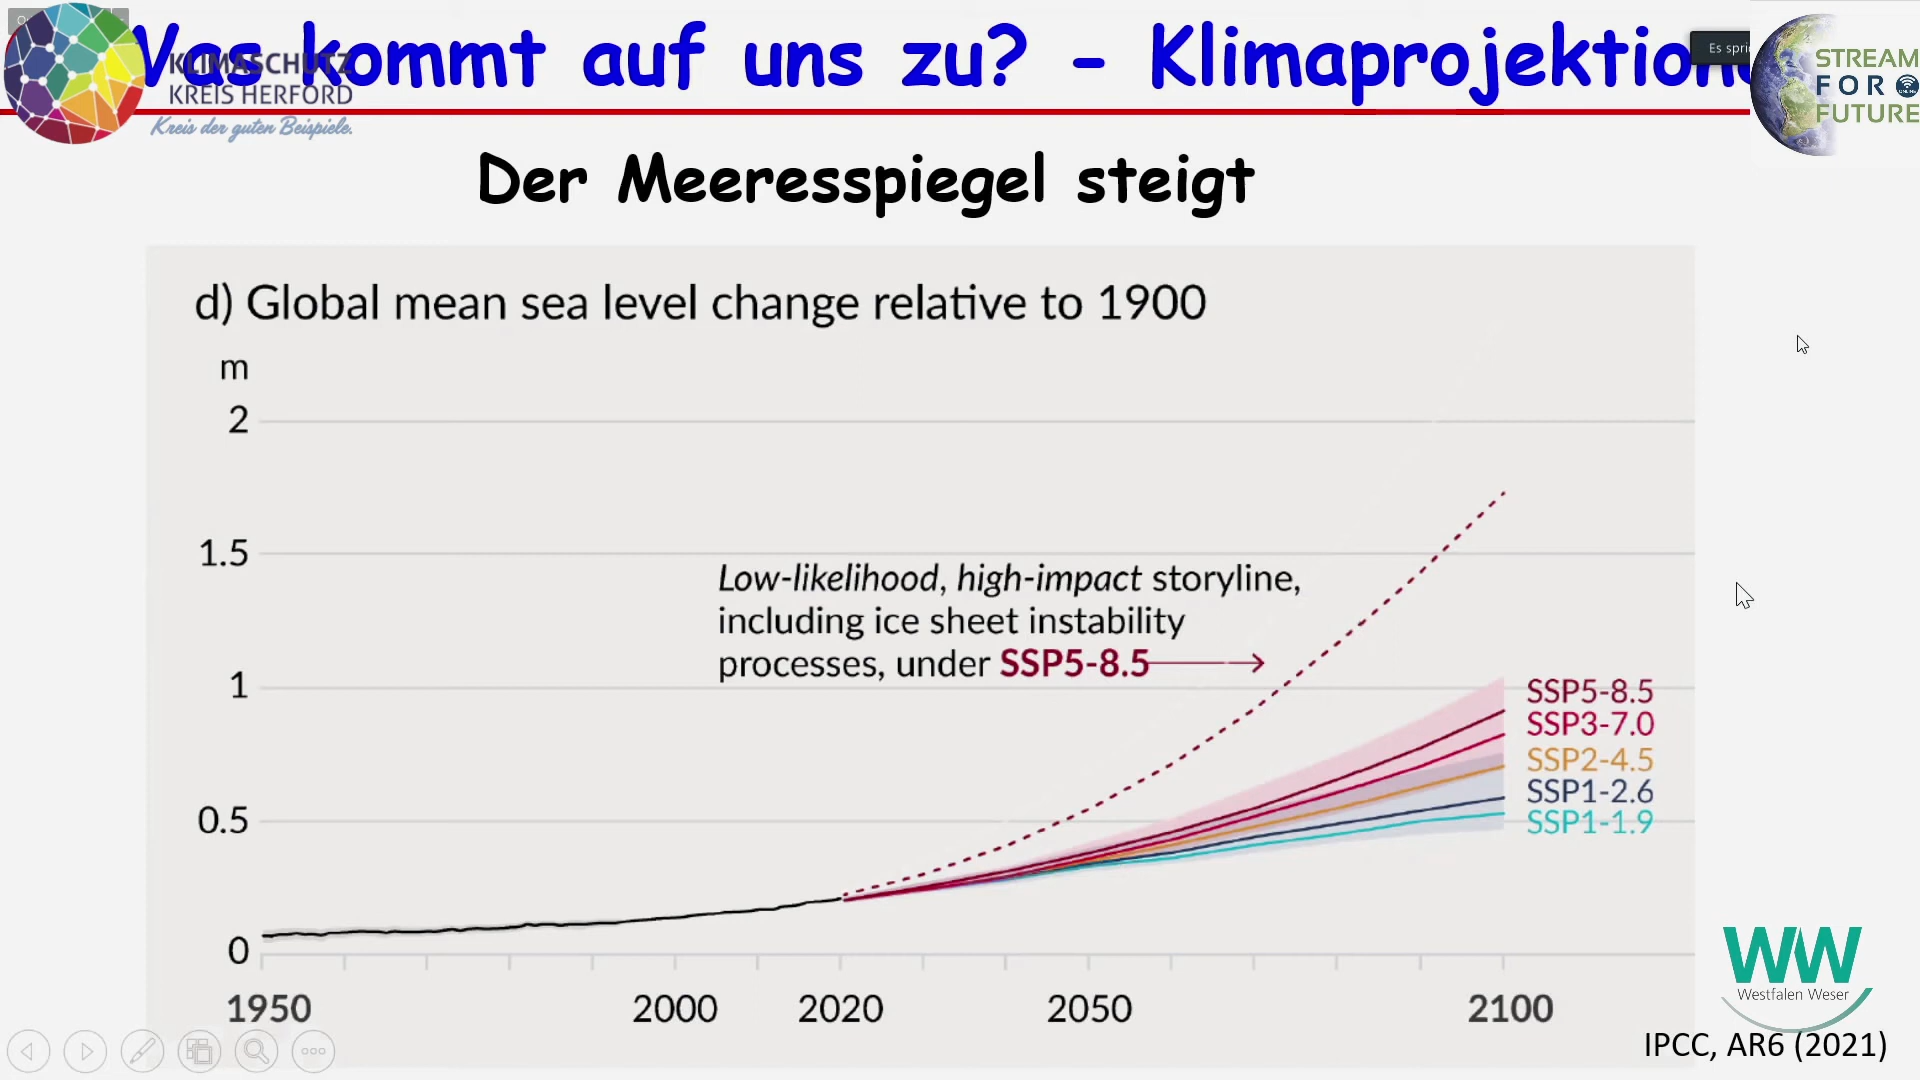 Was kommt auf uns zu? - Klimaprojektion
KLIMASCHUTZ
KREIS HERFORD
Kreis der guten Beispiele.
STREAM
FOR
FUTURE
Der Meeresspiegel steigt
d) Global mean sea level change relative to 1900
m
2
1.5
Low-likelihood, high-impact storyline,
including ice sheet instability
processes, under SSP5-8.5
1
SSP5-8.5
SSP3-7.0
SSP2-4.5
SSP1-2.6
0.5
SSP1-1.9
0
1950 2000 2020 2050 2100
WW
Westfalen Weser
IPCC, AR6 (2021)